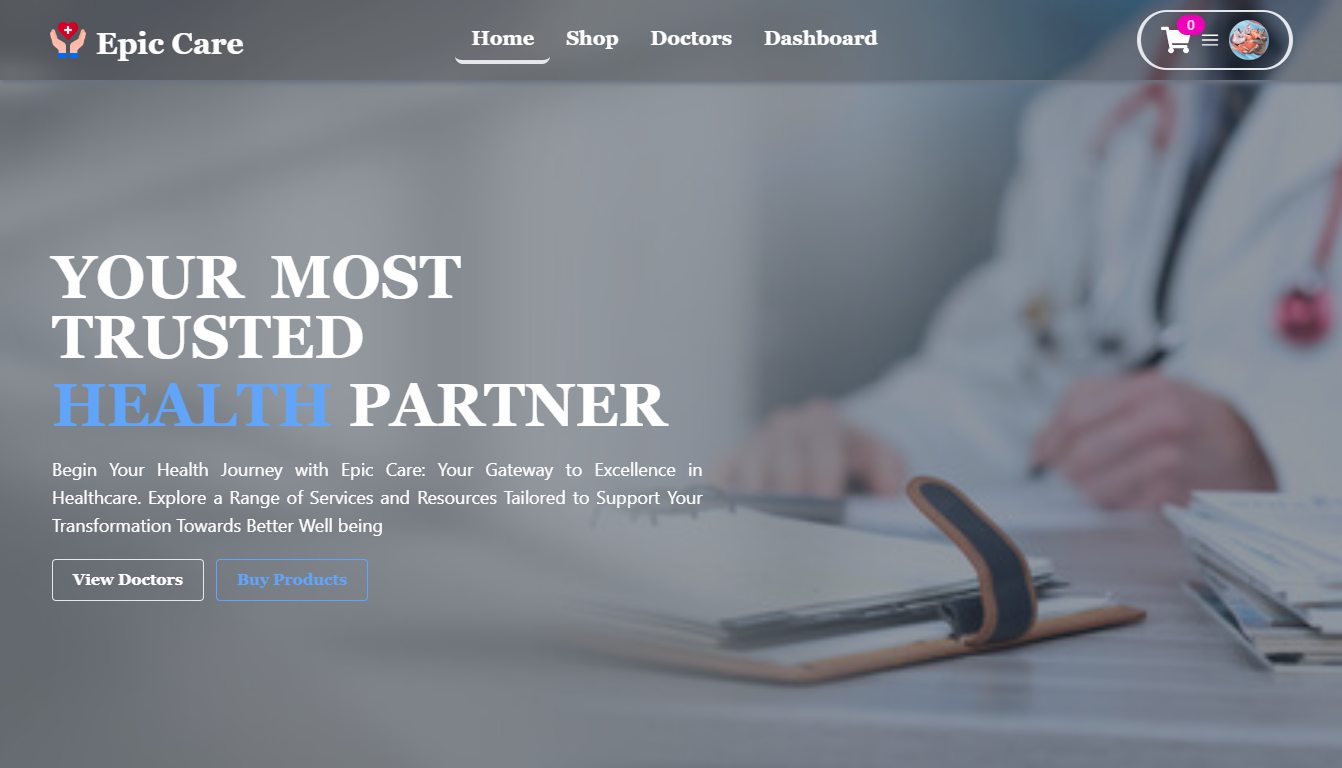 Epic Care
Home Shop Doctors Dashboard
0
YOUR MOST
TRUSTED
HEALTH PARTNER
Begin Your Health Journey with Epic Care: Your Gateway to Excellence in
Healthcare. Explore a Range of Services and Resources Tailored to Support Your
Transformation Towards Better Well being
View Doctors
Buy Products